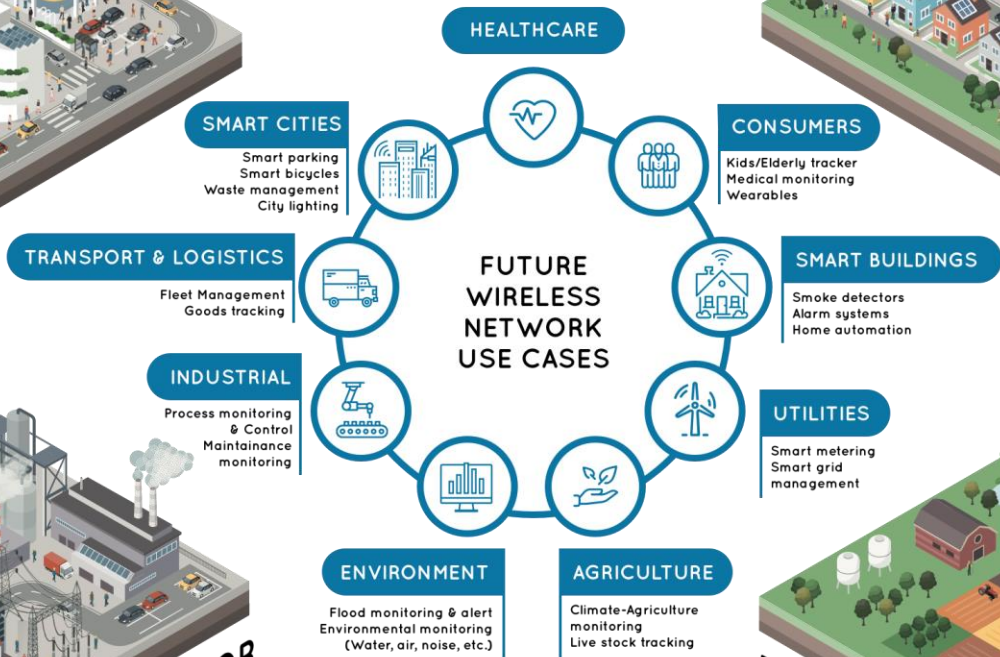 HEALTHCARE
SMART CITIES
Smart parking
Smart bicycles
Waste management
City lighting
CONSUMERS
Kids/Elderly tracker
Medical monitoring
Wearables
TRANSPORT & LOGISTICS
Fleet Management
Goods tracking
FUTURE
WIRELESS
NETWORK
USE CASES
SMART BUILDINGS
Smoke detectors
Alarm systems
Home automation
INDUSTRIAL
Process monitoring
& Control
Maintainance
monitoring
UTILITIES
Smart metering
Smart grid
management
ENVIRONMENT
Flood monitoring & alert
Environmental monitoring
(Water, air, noise, etc.)
AGRICULTURE
Climate-Agriculture
monitoring
Live stock tracking